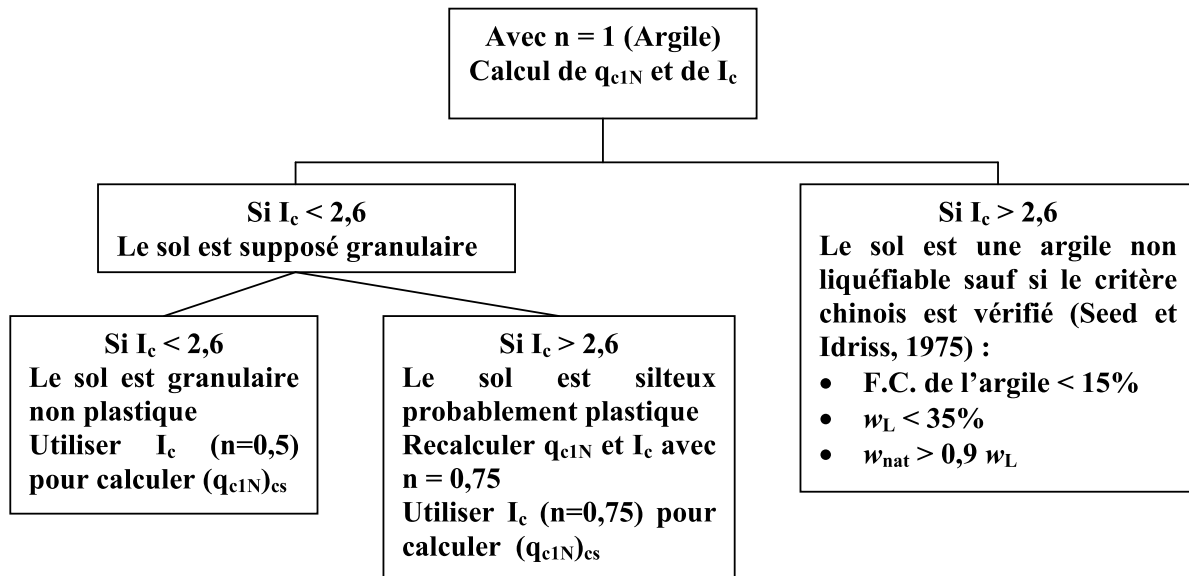 Avec n = 1 (Argile)
Calcul de qc1N et de Ic
Si Ic < 2,6
Le sol est supposé granulaire
Si Ic > 2,6
Le sol est une argile non
liquéfiable sauf si le critère
chinois est vérifié (Seed et
Idriss, 1975) :
• F.C. de l’argile < 15%
• wL < 35%
• wnat > 0,9 wL
Si Ic < 2,6
Le sol est granulaire
non plastique
Utiliser Ic (n=0,5)
pour calculer (qc1N)cs
Si Ic > 2,6
Le sol est silteux
probablement plastique
Recalculer qc1N et Ic avec
n = 0,75
Utiliser Ic (n=0,75) pour
calculer (qc1N)cs